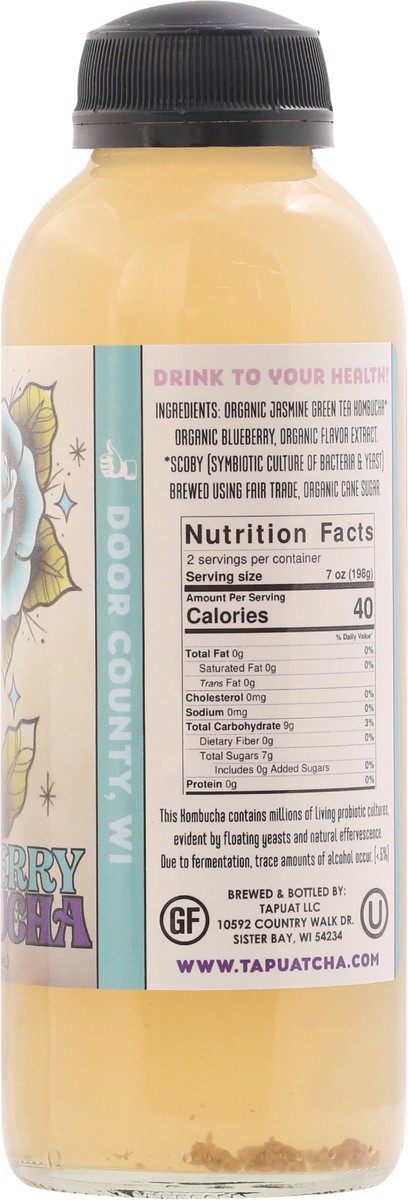 DRINK TO YOUR HEALTH!
INGREDIENTS: ORGANIC JASMINE GREEN TEA KOMBUCHA*
ORGANIC BLUEBERRY, ORGANIC FLAVOR EXTRACT.
*SCOBY (SYMBIOTIC CULTURE OF BACTERIA & YEAST)
BREWED USING FAIR TRADE, ORGANIC CANE SUGAR.
Nutrition Facts
2 servings per container
Serving size 7 oz (198g)
Amount Per Serving
Calories 40
% Daily Value*
Total Fat 0g 0%
Saturated Fat 0g 0%
Trans Fat 0g
Cholesterol 0mg 0%
Sodium 0mg 0%
Total Carbohydrate 9g 3%
Dietary Fiber 0g 0%
Total Sugars 7g
Includes 0g Added Sugars 0%
Protein 0g 0%
This Kombucha contains millions of living probiotic cultures,
evident by floating yeasts and natural effervescence.
Due to fermentation, trace amounts of alcohol occur. (<.5%)
GF
BREWED & BOTTLED BY:
TAPUAT LLC
10592 COUNTRY WALK DR.
SISTER BAY, WI 54234
U
WWW.TAPUATCHA.COM
DOOR COUNTY, WI
ERRY
UCHA